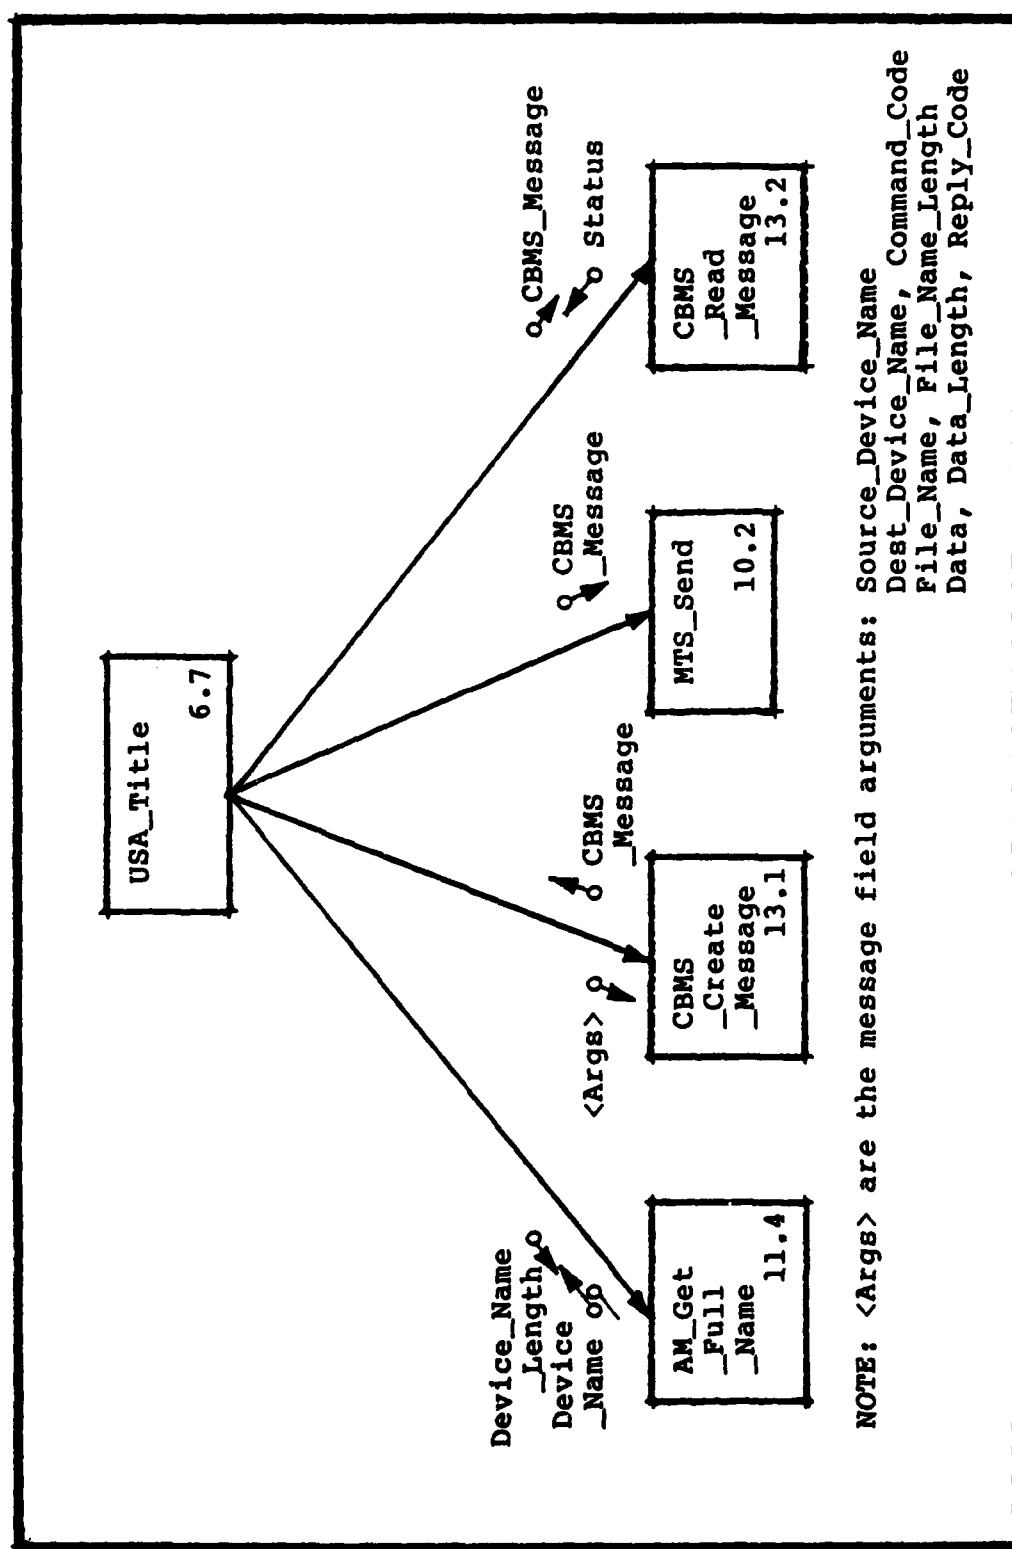 USA_Title
6.7
Device_Name
_Length
Device
_Name
<Args>
CBMS
_Message
CBMS
_Message
CBMS_Message
Status
AM_Get
_Full
_Name
11.4
CBMS
_Create
_Message
13.1
MTS_Send
10.2
CBMS
_Read
_Message
13.2
NOTE: <Args> are the message field arguments: Source_Device_Name
Dest_Device_Name, Command_Code
File_Name, File_Name_Length
Data, Data_Length, Reply_Code